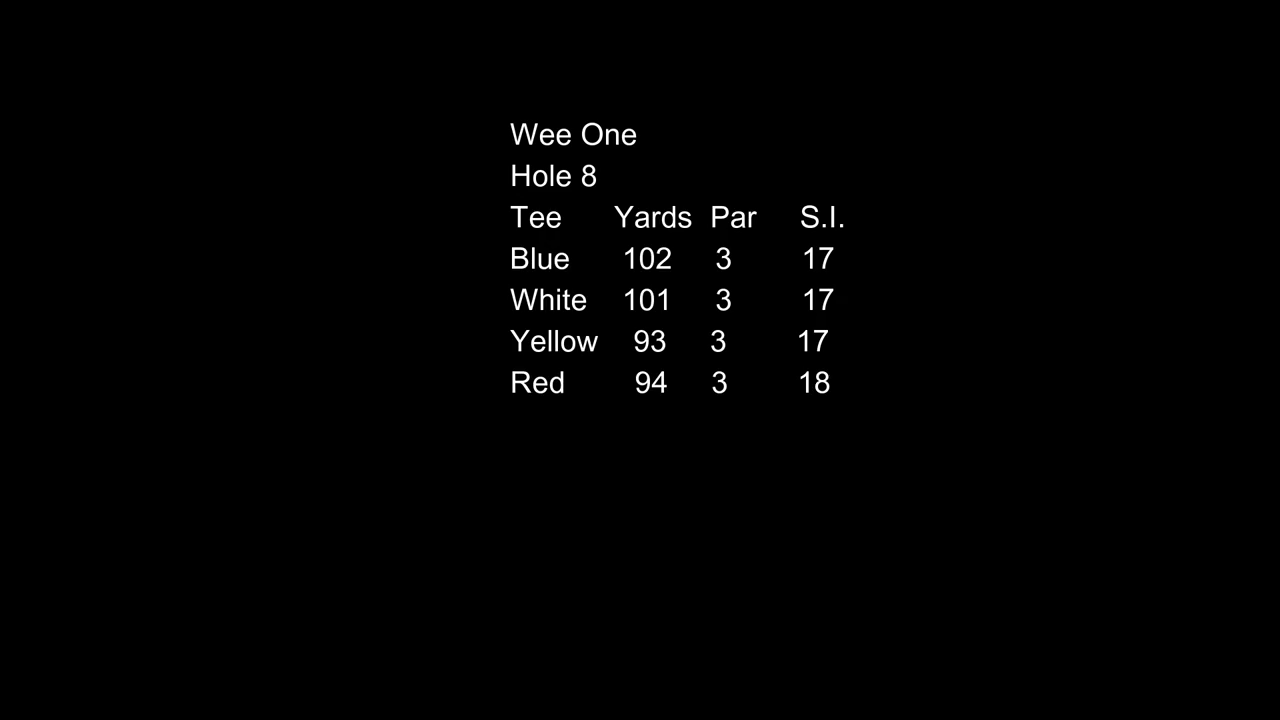 Wee One
Hole 8
Tee Yards Par S.I.
Blue 102 3 17
White 101 3 17
Yellow 93 3 17
Red 94 3 18